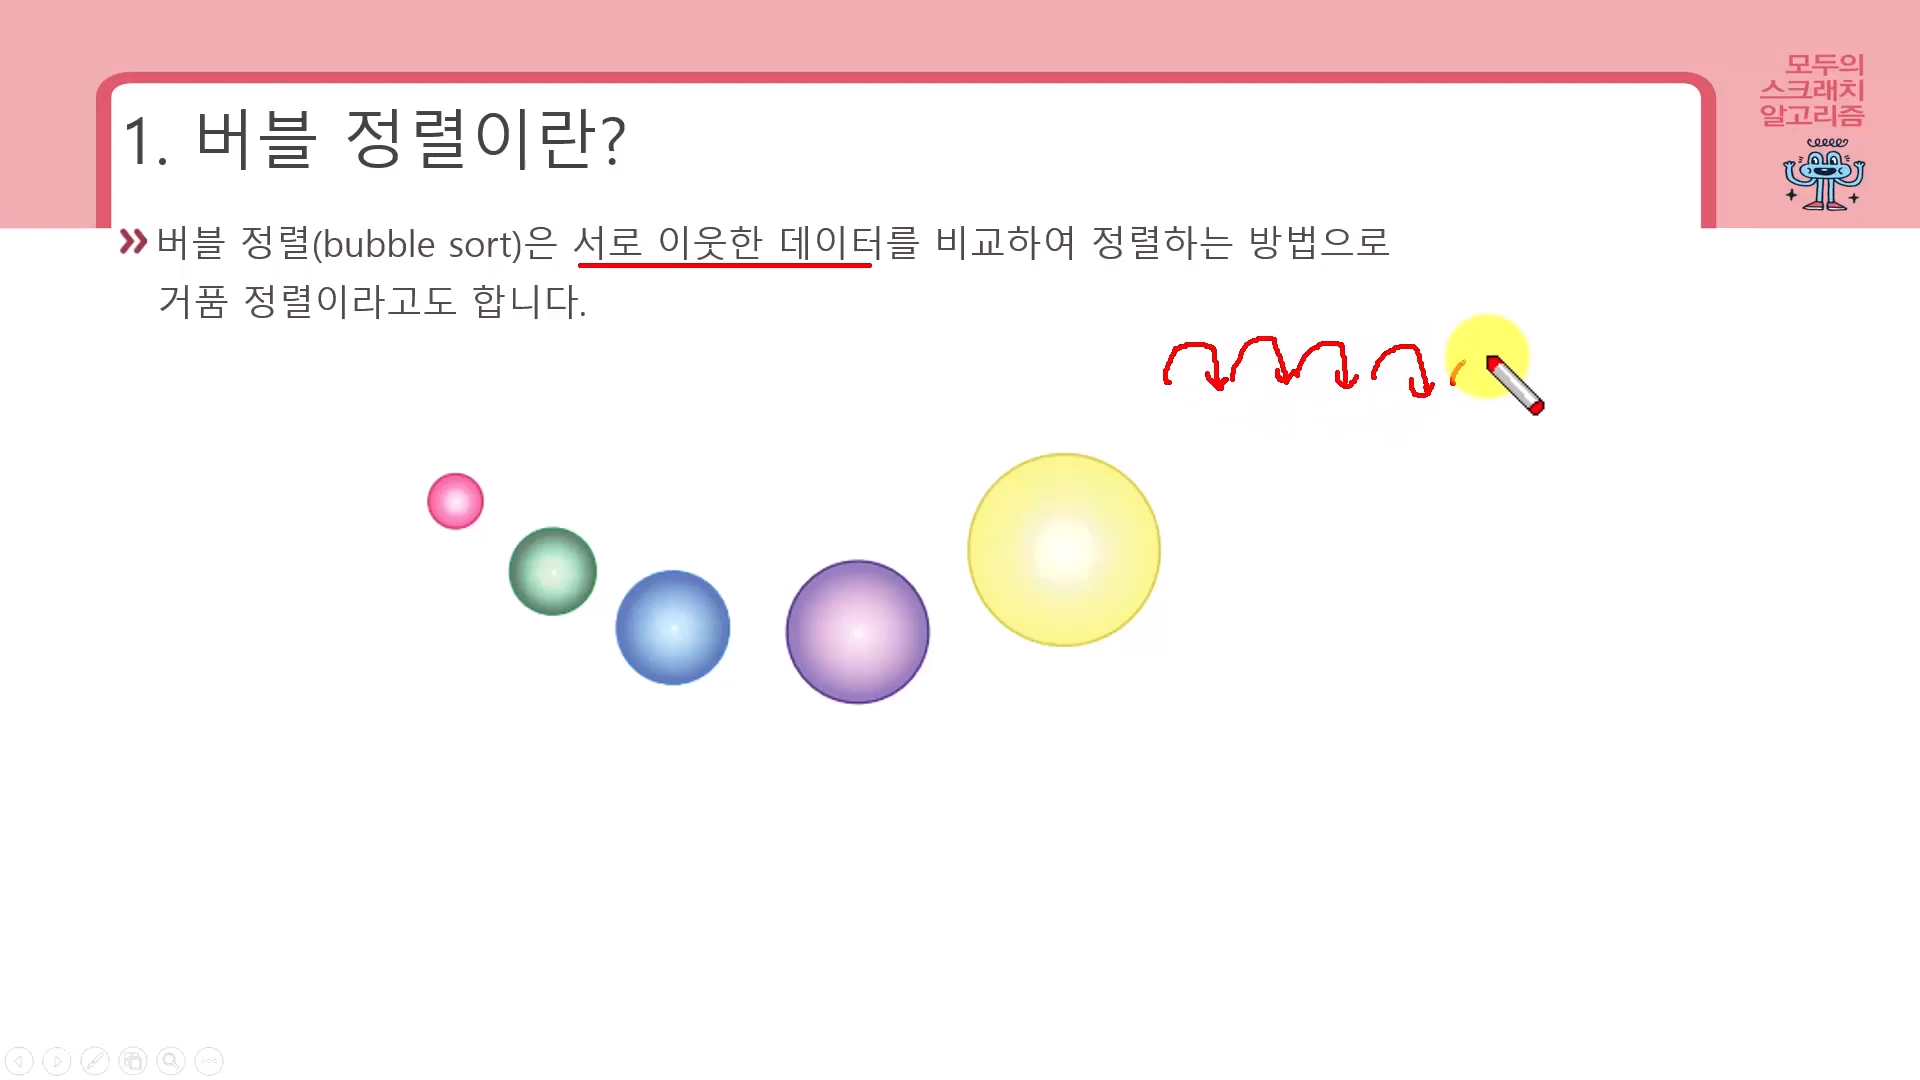 모두의
스크래치
알고리즘
1. 버블 정렬이란?
버블 정렬(bubble sort)은 서로 이웃한 데이터를 비교하여 정렬하는 방법으로
거품 정렬이라고도 합니다.